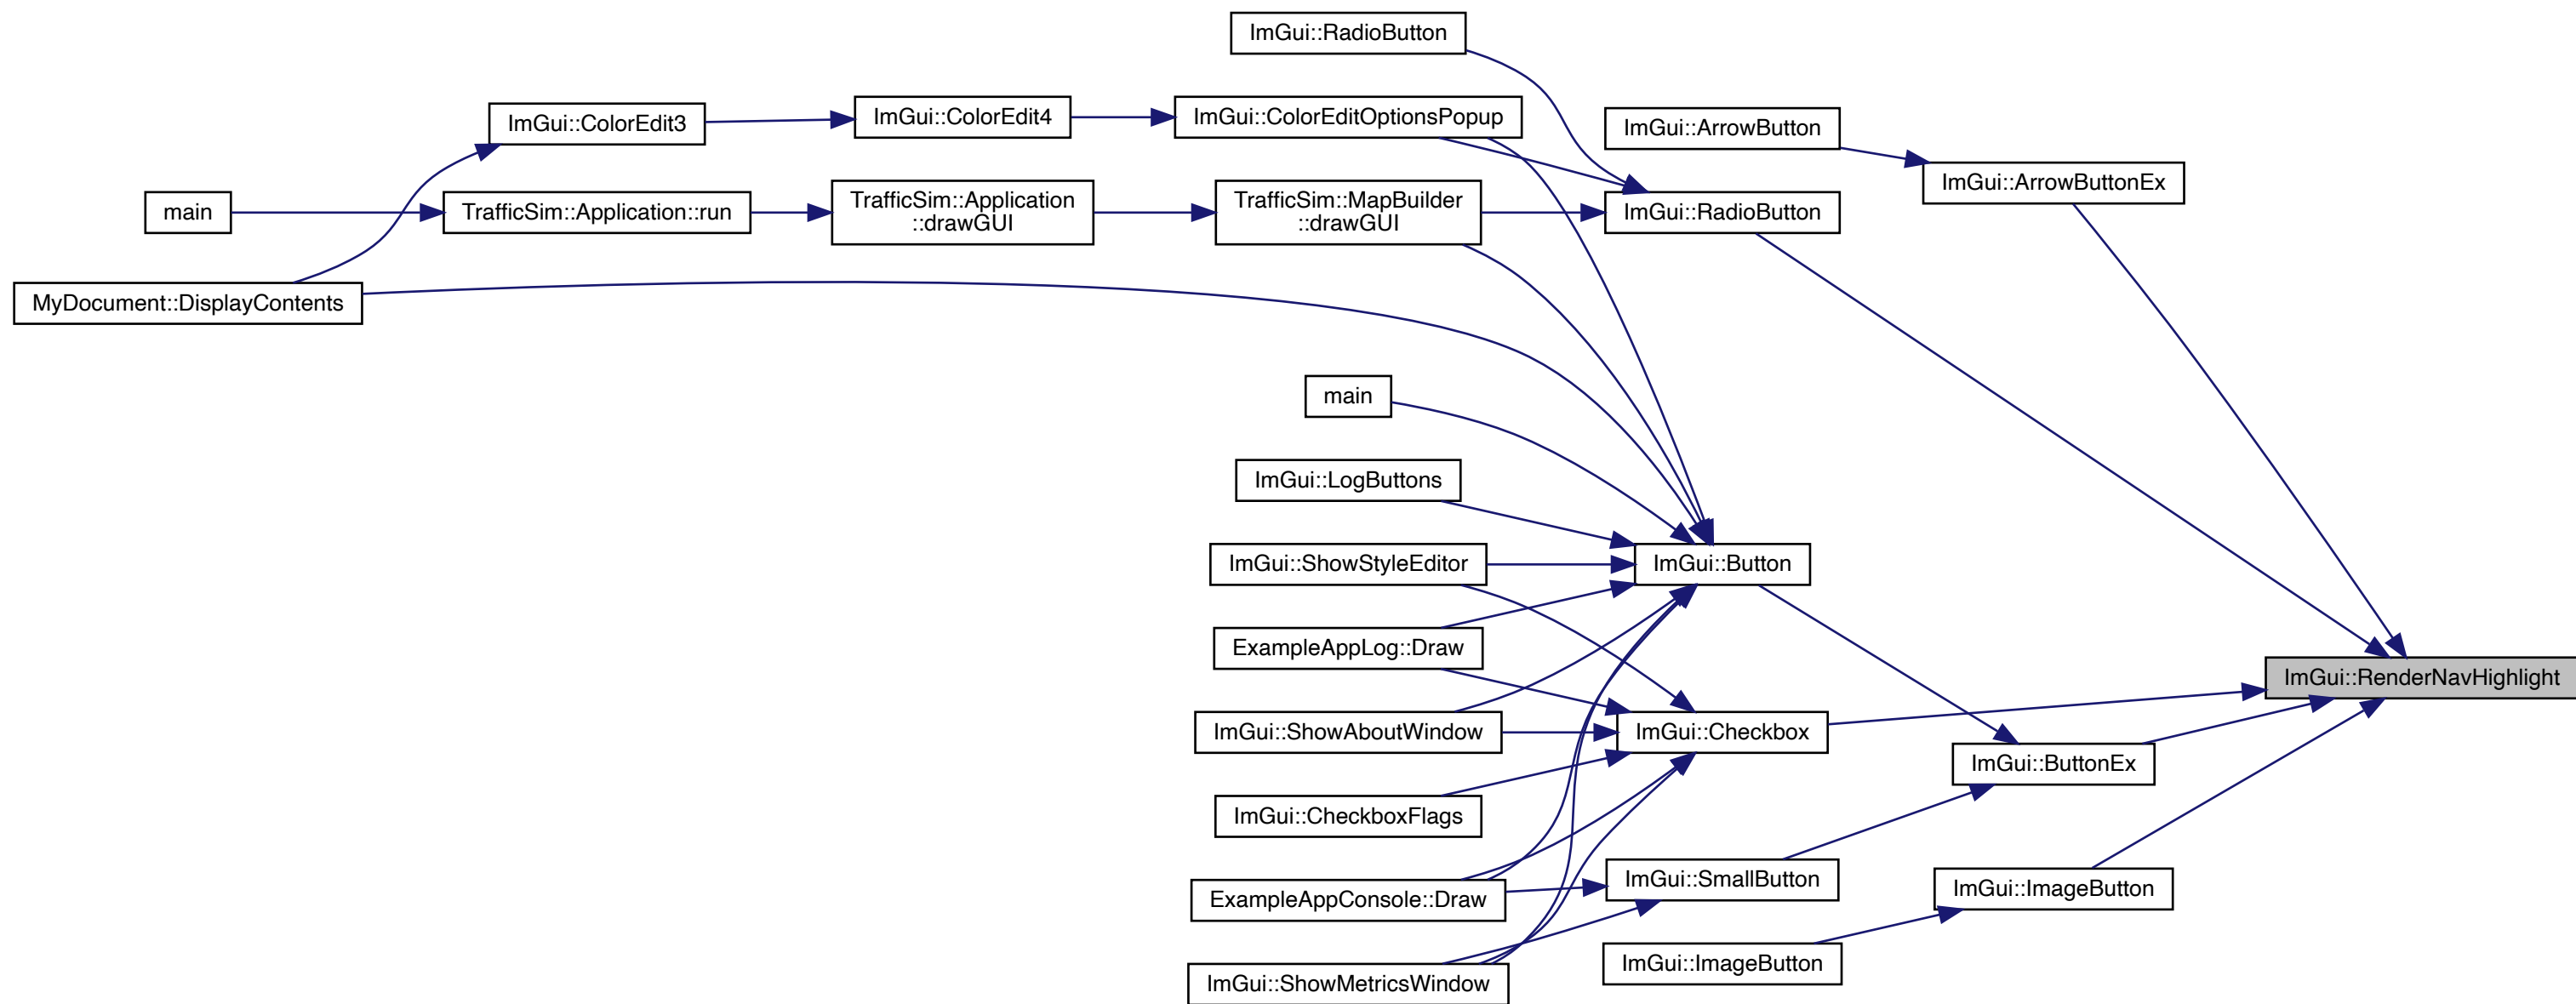 ImGui::RadioButton
ImGui::ColorEdit3
ImGui::ColorEdit4
ImGui::ColorEditOptionsPopup
ImGui::ArrowButton
ImGui::ArrowButtonEx
main
TrafficSim::Application::run
TrafficSim::Application
::drawGUI
TrafficSim::MapBuilder
::drawGUI
ImGui::RadioButton
MyDocument::DisplayContents
main
ImGui::LogButtons
ImGui::ShowStyleEditor
ImGui::Button
ExampleAppLog::Draw
ImGui::RenderNavHighlight
ImGui::ShowAboutWindow
ImGui::Checkbox
ImGui::ButtonEx
ImGui::CheckboxFlags
ExampleAppConsole::Draw
ImGui::SmallButton
ImGui::ImageButton
ImGui::ImageButton
ImGui::ShowMetricsWindow